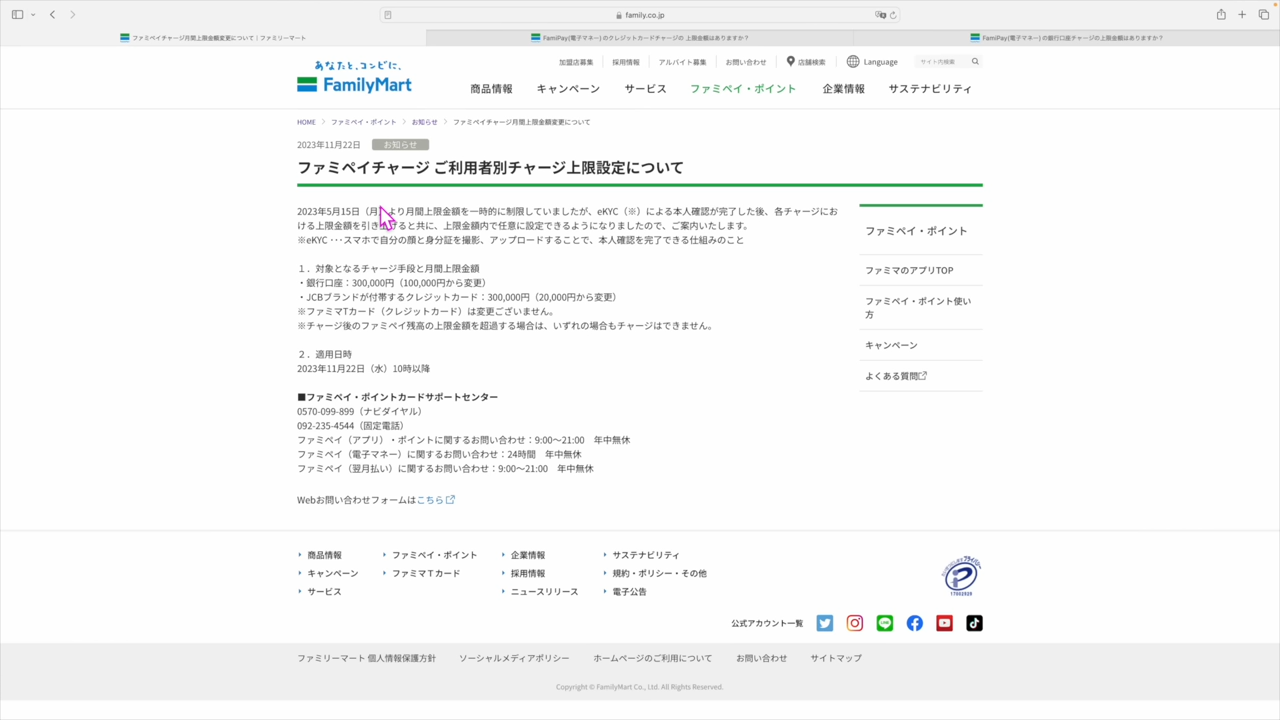 family.co.jp
ファミペイチャージ月間上限金額変更について｜ファミリーマート
FamiPay(電子マネー) のクレジットカードチャージの 上限金額はありますか？
FamiPay(電子マネー) の銀行口座チャージの上限金額はありますか？
あなたと、コンビに、
FamilyMart
加盟店募集
採用情報
アルバイト募集
お問い合わせ
店舗検索
Language
サイト内検索
商品情報
キャンペーン
サービス
ファミペイ・ポイント
企業情報
サステナビリティ
HOME
ファミペイ・ポイント
お知らせ
ファミペイチャージ月間上限金額変更について
2023年11月22日
お知らせ
ファミペイチャージ ご利用者別チャージ上限設定について
2023年5月15日（月）より月間上限金額を一時的に制限していましたが、eKYC（※）による本人確認が完了した後、各チャージにお
ける上限金額を引き上げると共に、上限金額内で任意に設定できるようになりましたので、ご案内いたします。
※eKYC ･･･スマホで自分の顔と身分証を撮影、アップロードすることで、本人確認を完了できる仕組みのこと
１．対象となるチャージ手段と月間上限金額
・銀行口座：300,000円（100,000円から変更）
・JCBブランドが付帯するクレジットカード：300,000円（20,000円から変更）
※ファミマTカード（クレジットカード）は変更ございません。
※チャージ後のファミペイ残高の上限金額を超過する場合は、いずれの場合もチャージはできません。
２．適用日時
2023年11月22日（水）10時以降
■ファミペイ・ポイントカードサポートセンター
0570-099-899（ナビダイヤル）
092-235-4544（固定電話）
ファミペイ（アプリ）・ポイントに関するお問い合わせ：9:00～21:00　年中無休
ファミペイ（電子マネー）に関するお問い合わせ：24時間　年中無休
ファミペイ（翌月払い）に関するお問い合わせ：9:00～21:00　年中無休
Webお問い合わせフォームはこちら
ファミペイ・ポイント
ファミマのアプリTOP
ファミペイ・ポイント使い
方
キャンペーン
よくある質問
商品情報
キャンペーン
サービス
ファミペイ・ポイント
ファミマＴカード
企業情報
採用情報
ニュースリリース
サステナビリティ
規約・ポリシー・その他
電子公告
公式アカウント一覧
ファミリーマート 個人情報保護方針
ソーシャルメディアポリシー
ホームページのご利用について
お問い合わせ
サイトマップ
Copyright © FamilyMart Co., Ltd. All Rights Reserved.